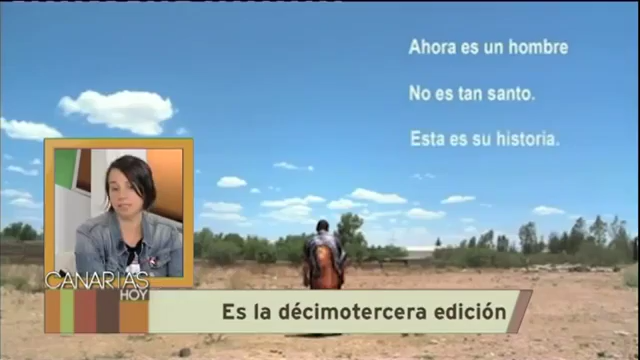 Ahora es un hombre
No es tan santo.
Esta es su historia.
CANARIAS
HOY
Es la décimotercera edición